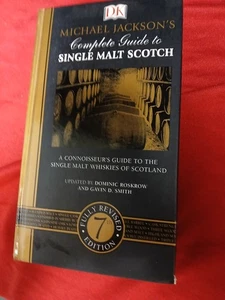 DK
MICHAEL JACKSON'S
Complete Guide to
SINGLE MALT SCOTCH
A CONNOISSEUR'S GUIDE TO THE
SINGLE MALT WHISKIES OF SCOTLAND
UPDATED BY DOMINIC ROSKROW
AND GAVIN D. SMITH
FULLY REVISED
7
EDITION